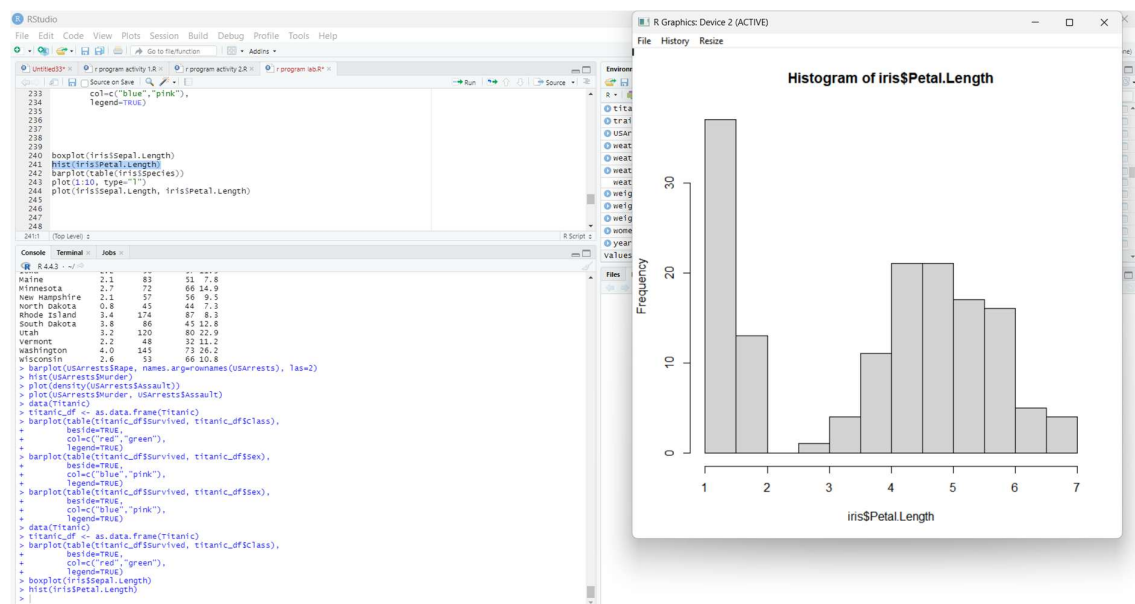 RStudio
File Edit Code View Plots Session Build Debug Profile Tools Help
Go to file/function
Addins
Untitled33*
r program activity 1.R
r program activity 2.R
r program lab.R*
Source on Save
Run
Source
233 col=c("blue","pink"),
234 legend=TRUE)
235
236
237
238
239
240 boxplot(iris$Sepal.Length)
241 hist(iris$Petal.Length)
242 barplot(table(iris$Species))
243 plot(1:10, type="l")
244 plot(iris$Sepal.Length, iris$Petal.Length)
245
246
247
248
241:1 (Top Level) R Script
Console Terminal Jobs
R 4.4.3 · ~/
Maine 2.1 83 51 7.8
Minnesota 2.7 72 66 14.9
New Hampshire 2.1 57 56 9.5
North Dakota 0.8 45 44 7.3
Rhode Island 3.4 174 87 8.3
South Dakota 3.8 86 45 12.8
Utah 3.2 120 80 22.9
Vermont 2.2 48 32 11.2
Washington 4.0 145 73 26.2
Wisconsin 2.6 53 66 10.8
> barplot(USArrests$Rape, names.arg=rownames(USArrests), las=2)
> hist(USArrests$Murder)
> plot(density(USArrests$Assault))
> plot(USArrests$Murder, USArrests$Assault)
> data(Titanic)
> titanic_df <- as.data.frame(Titanic)
> barplot(table(titanic_df$Survived, titanic_df$Class),
+ beside=TRUE,
+ col=c("red","green"),
+ legend=TRUE)
> barplot(table(titanic_df$Survived, titanic_df$Sex),
+ beside=TRUE,
+ col=c("blue","pink"),
+ legend=TRUE)
> barplot(table(titanic_df$Survived, titanic_df$Sex),
+ beside=TRUE,
+ col=c("blue","pink"),
+ legend=TRUE)
> data(Titanic)
> titanic_df <- as.data.frame(Titanic)
> barplot(table(titanic_df$Survived, titanic_df$Class),
+ beside=TRUE,
+ col=c("red","green"),
+ legend=TRUE)
> boxplot(iris$Sepal.Length)
> hist(iris$Petal.Length)
>
Environ
R
tita
trai
USAr
weat
weat
weat
weat
weig
weig
weig
wome
year
Values
Files
R Graphics: Device 2 (ACTIVE)
File History Resize
Histogram of iris$Petal.Length
Frequency
30
20
10
0
1 2 3 4 5 6 7
iris$Petal.Length